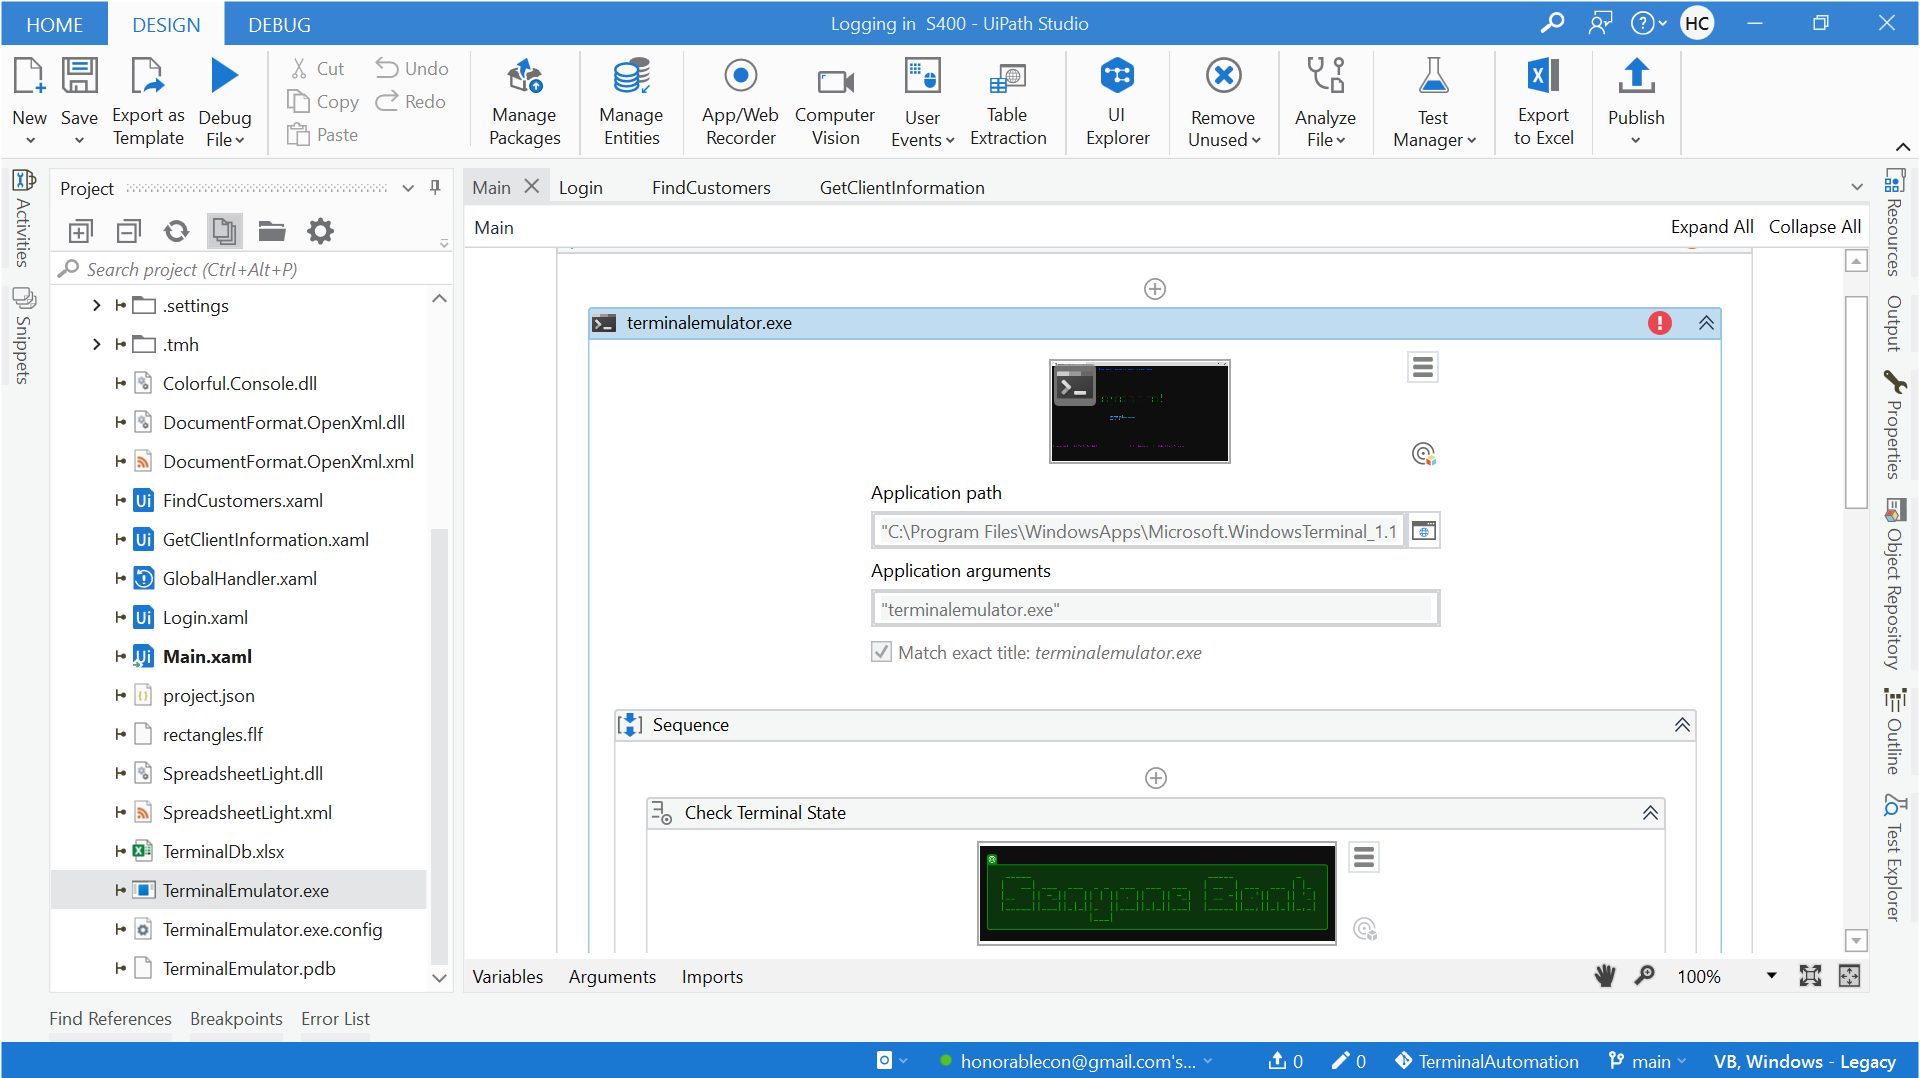 HOME
DESIGN
DEBUG
Logging in  S400 - UiPath Studio
HC
New
Save
Export as
Template
Debug
File
Cut
Copy
Paste
Undo
Redo
Manage
Packages
Manage
Entities
App/Web
Recorder
Computer
Vision
User
Events
Table
Extraction
UI
Explorer
Remove
Unused
Analyze
File
Test
Manager
Export
to Excel
Publish
Activities
Snippets
Project
Search project (Ctrl+Alt+P)
.settings
.tmh
Colorful.Console.dll
DocumentFormat.OpenXml.dll
DocumentFormat.OpenXml.xml
FindCustomers.xaml
GetClientInformation.xaml
GlobalHandler.xaml
Login.xaml
Main.xaml
project.json
rectangles.flf
SpreadsheetLight.dll
SpreadsheetLight.xml
TerminalDb.xlsx
TerminalEmulator.exe
TerminalEmulator.exe.config
TerminalEmulator.pdb
Find References
Breakpoints
Error List
Main
Login
FindCustomers
GetClientInformation
Main
Expand All
Collapse All
terminalemulator.exe
Application path
"C:\Program Files\WindowsApps\Microsoft.WindowsTerminal_1.1
Application arguments
"terminalemulator.exe"
Match exact title: terminalemulator.exe
Sequence
Check Terminal State
Variables
Arguments
Imports
100%
Resources
Output
Properties
Object Repository
Outline
Test Explorer
honorablecon@gmail.com's...
0
0
TerminalAutomation
main
VB, Windows - Legacy